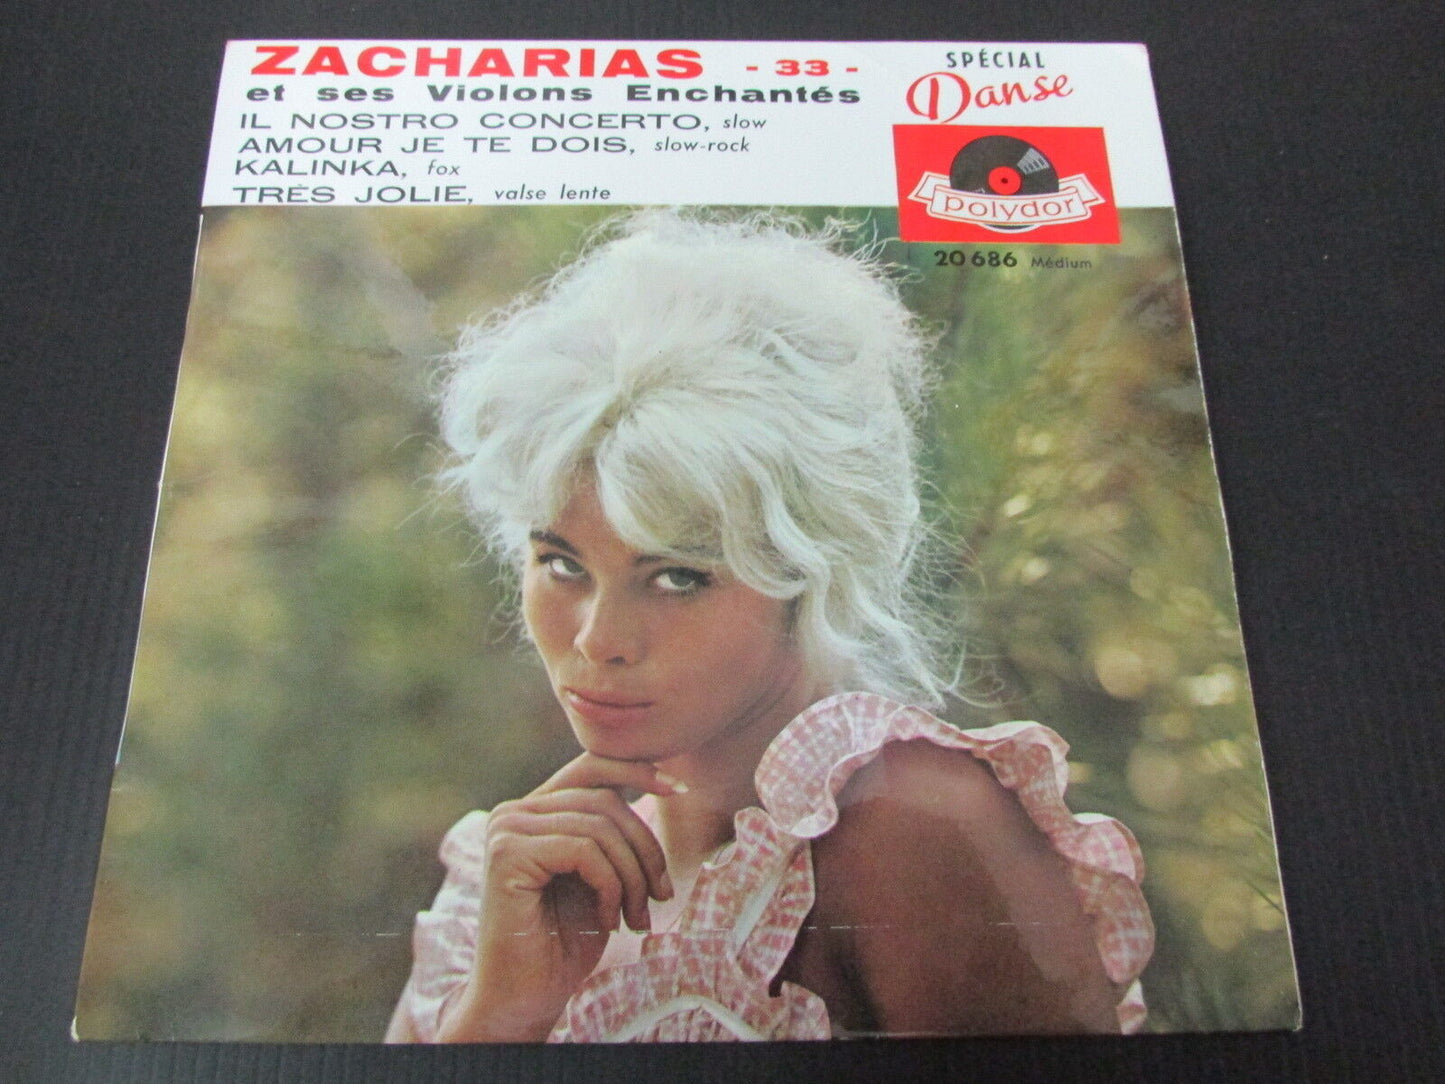 ZACHARIAS - 33 -
et ses Violons Enchantés
IL NOSTRO CONCERTO, slow
AMOUR JE TE DOIS, slow-rock
KALINKA, fox
TRÈS JOLIE, valse lente
SPÉCIAL
Danse
polydor
20 686 Médium